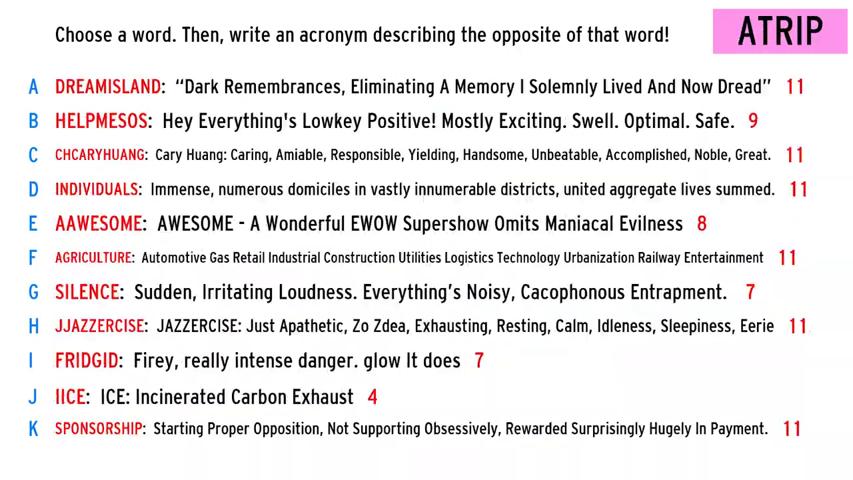 Choose a word. Then, write an acronym describing the opposite of that word!
ATRIP
A DREAMISLAND: “Dark Remembrances, Eliminating A Memory I Solemnly Lived And Now Dread” 11
B HELPMESOS: Hey Everything's Lowkey Positive! Mostly Exciting. Swell. Optimal. Safe. 9
C CHCARYHUANG: Cary Huang: Caring, Amiable, Responsible, Yielding, Handsome, Unbeatable, Accomplished, Noble, Great. 11
D INDIVIDUALS: Immense, numerous domiciles in vastly innumerable districts, united aggregate lives summed. 11
E AAWESOME: AWESOME - A Wonderful EWOW Supershow Omits Maniacal Evilness 8
F AGRICULTURE: Automotive Gas Retail Industrial Construction Utilities Logistics Technology Urbanization Railway Entertainment 11
G SILENCE: Sudden, Irritating Loudness. Everything’s Noisy, Cacophonous Entrapment. 7
H JJAZZERCISE: JAZZERCISE: Just Apathetic, Zo Zdea, Exhausting, Resting, Calm, Idleness, Sleepiness, Eerie 11
I FRIDGID: Firey, really intense danger. glow It does 7
J IICE: ICE: Incinerated Carbon Exhaust 4
K SPONSORSHIP: Starting Proper Opposition, Not Supporting Obsessively, Rewarded Surprisingly Hugely In Payment. 11